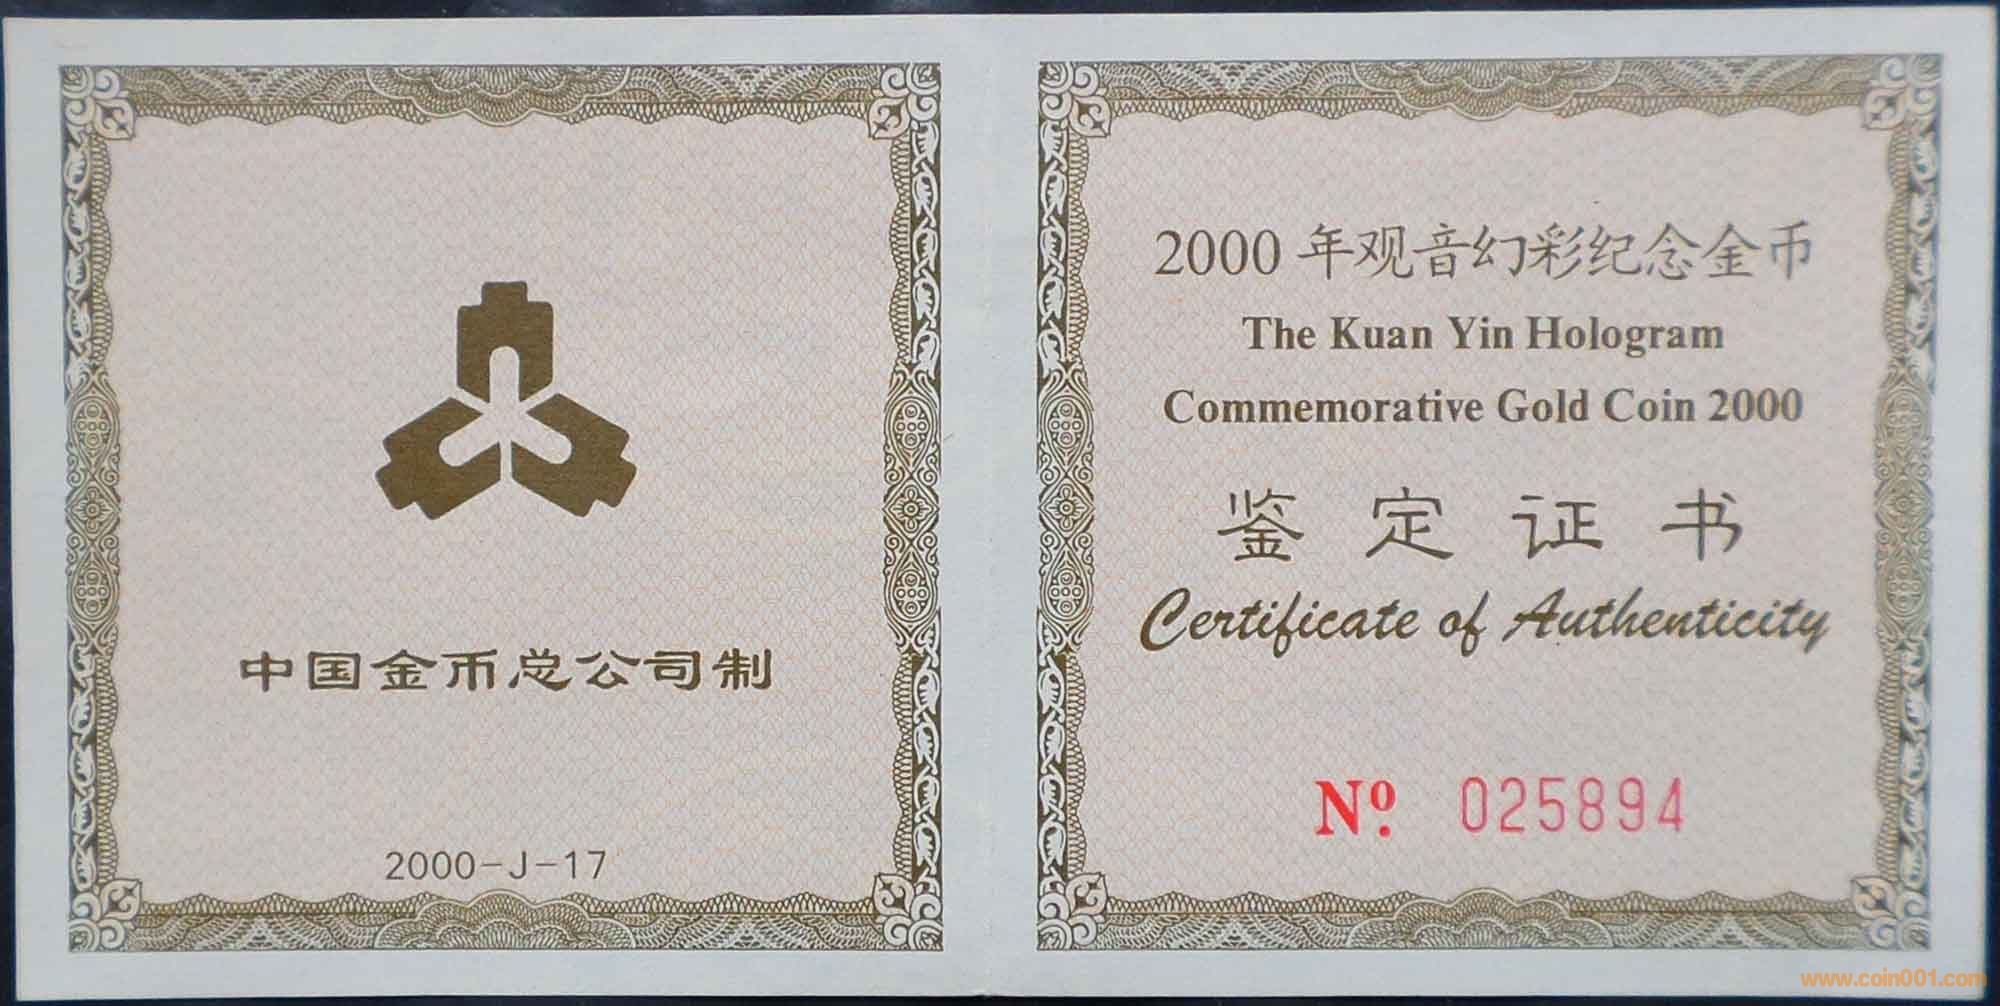 中国金币总公司制
2000-J-17
2000年观音幻彩纪念金币
The Kuan Yin Hologram
Commemorative Gold Coin 2000
鉴定证书
Certificate of Authenticity
Nº. 025894
www.coin001.com